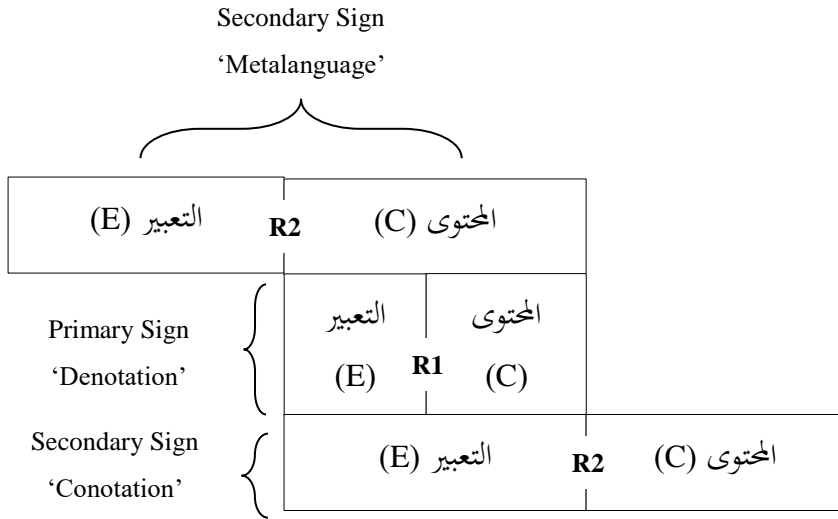 Secondary Sign
‘Metalanguage’
التعبير (E) R2 المحتوى (C)
Primary Sign
‘Denotation’
التعبير
(E)
R1
المحتوى
(C)
Secondary Sign
‘Conotation’
التعبير (E) R2 المحتوى (C)